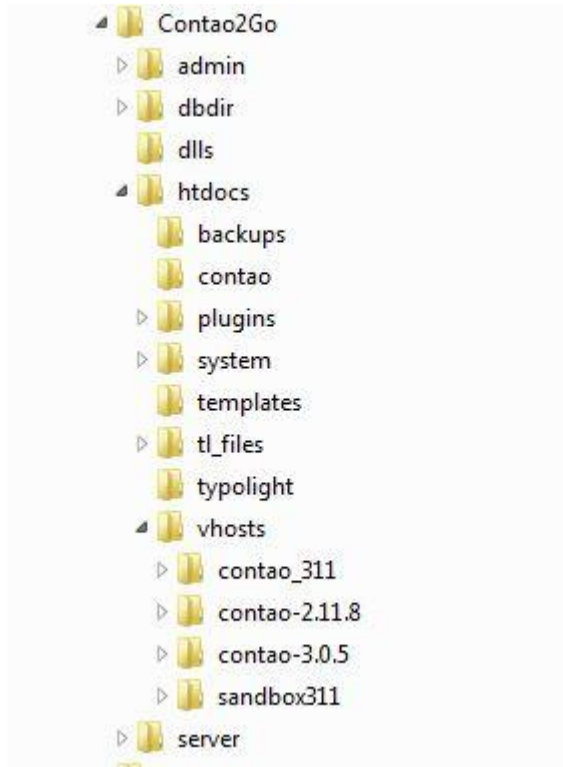 Contao2Go
admin
dbdir
dlls
htdocs
backups
contao
plugins
system
templates
tl_files
typolight
vhosts
contao_311
contao-2.11.8
contao-3.0.5
sandbox311
server